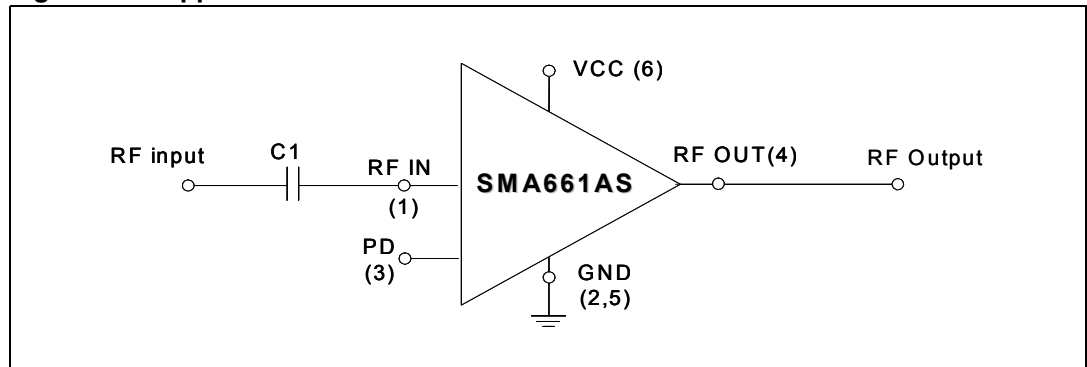 VCC (6)
RF input
C1
RF IN
(1)
SMA661AS
RF OUT(4)
RF Output
PD
(3)
GND
(2,5)